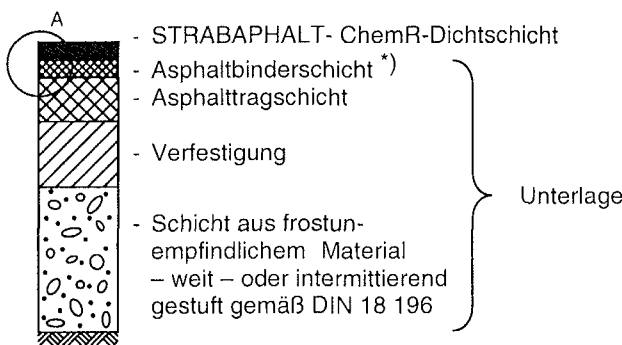 A
- STRABAPHALT- ChemR-Dichtschicht
- Asphaltbinderschicht *)
- Asphalttragschicht
- Verfestigung
Unterlage
- Schicht aus frostun-
empfindlichem Material
– weit – oder intermittierend
gestuft gemäß DIN 18 196